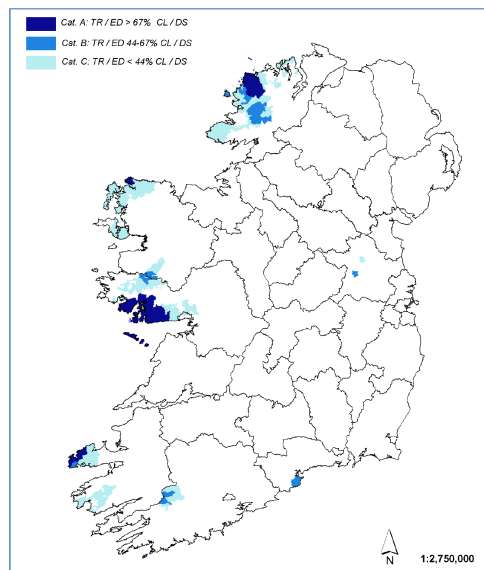 Cat. A: TR / ED > 67% CL / DS
Cat. B: TR / ED 44-67% CL / DS
Cat. C: TR / ED < 44% CL / DS
N
1:2,750,000